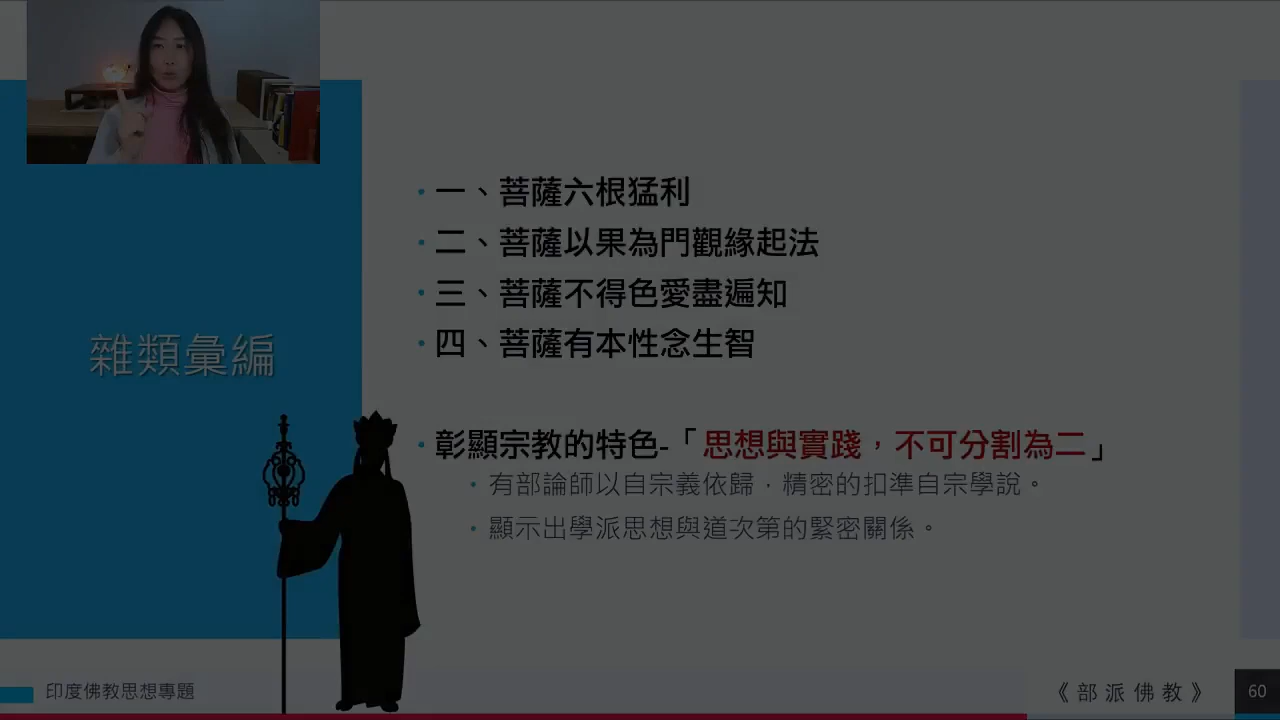 雜類彙編
一、菩薩六根猛利
二、菩薩以果為門觀緣起法
三、菩薩不得色愛盡遍知
四、菩薩有本性念生智
彰顯宗教的特色-「思想與實踐，不可分割為二」
有部論師以自宗義依歸，精密的扣準自宗學說。
顯示出學派思想與道次第的緊密關係。
印度佛教思想專題
《部派佛教》
60